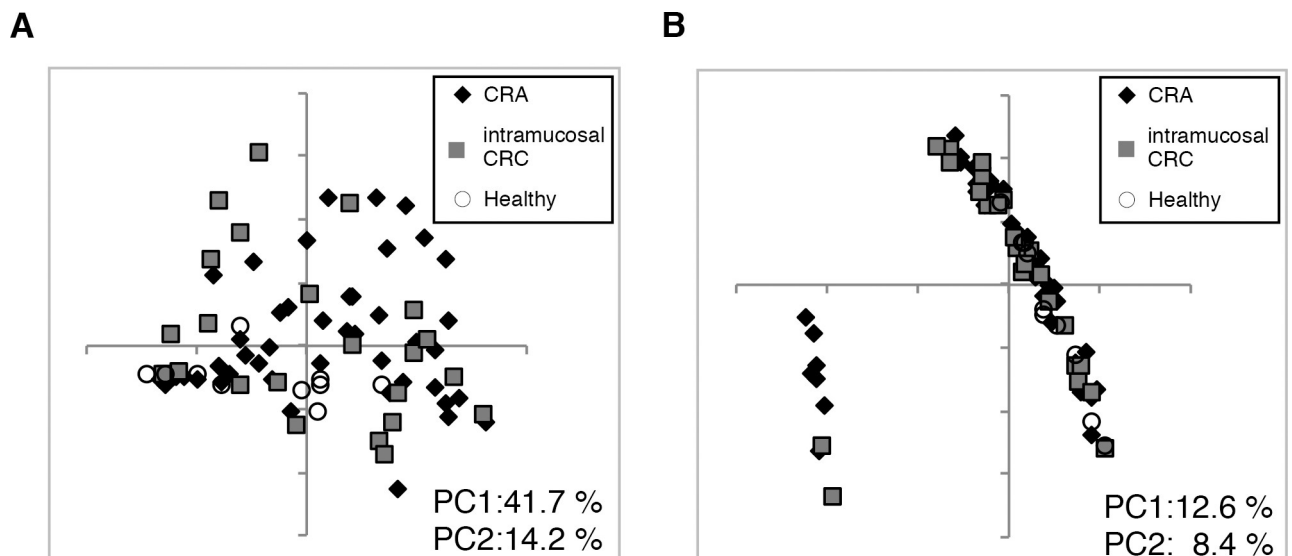 A
CRA
intramucosal
CRC
Healthy
PC1:41.7 %
PC2:14.2 %
B
CRA
intramucosal
CRC
Healthy
PC1:12.6 %
PC2: 8.4 %